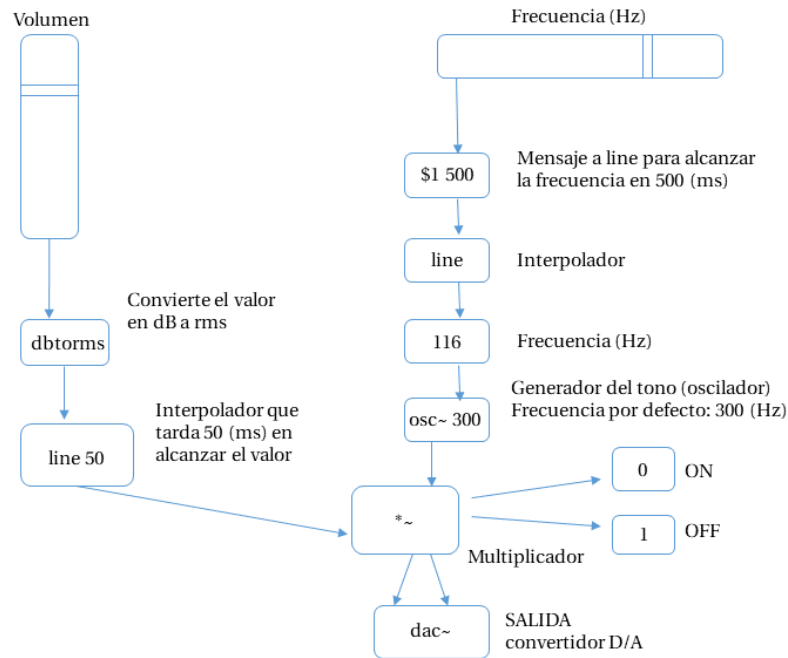 Volumen
Frecuencia (Hz)
$1 500
Mensaje a line para alcanzar
la frecuencia en 500 (ms)
line
Interpolador
Convierte el valor
en dB a rms
dbtorms
116
Frecuencia (Hz)
Generador del tono (oscilador)
Frecuencia por defecto: 300 (Hz)
osc~ 300
Interpolador que
tarda 50 (ms) en
alcanzar el valor
line 50
0
ON
*~
1
OFF
Multiplicador
dac~
SALIDA
convertidor D/A